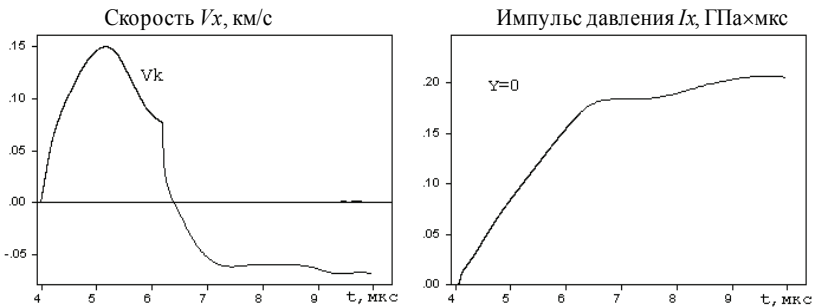 Скорость Vx, км/с
Импульс давления Ix, ГПа×мкс
.15
.10
.05
.00
-.05
Vk
4 5 6 7 8 9 t, мкс
.20
.15
.10
.05
.00
Y=0
4 5 6 7 8 9 t, мкс